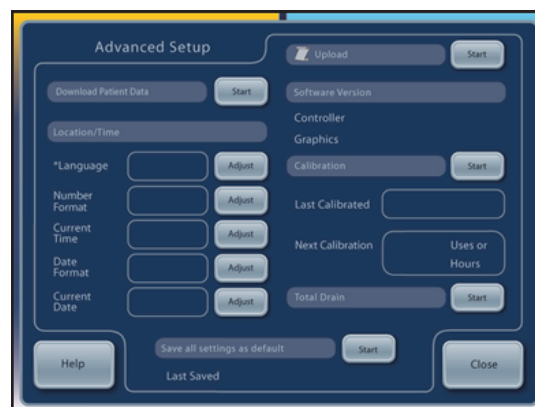 Advanced Setup
Upload
Start
Download Patient Data
Start
Software Version
Controller
Graphics
Location/Time
*Language
Adjust
Calibration
Start
Number
Format
Adjust
Last Calibrated
Current
Time
Adjust
Next Calibration
Uses or
Hours
Date
Format
Adjust
Current
Date
Adjust
Total Drain
Start
Save all settings as default
Start
Last Saved
Help
Close